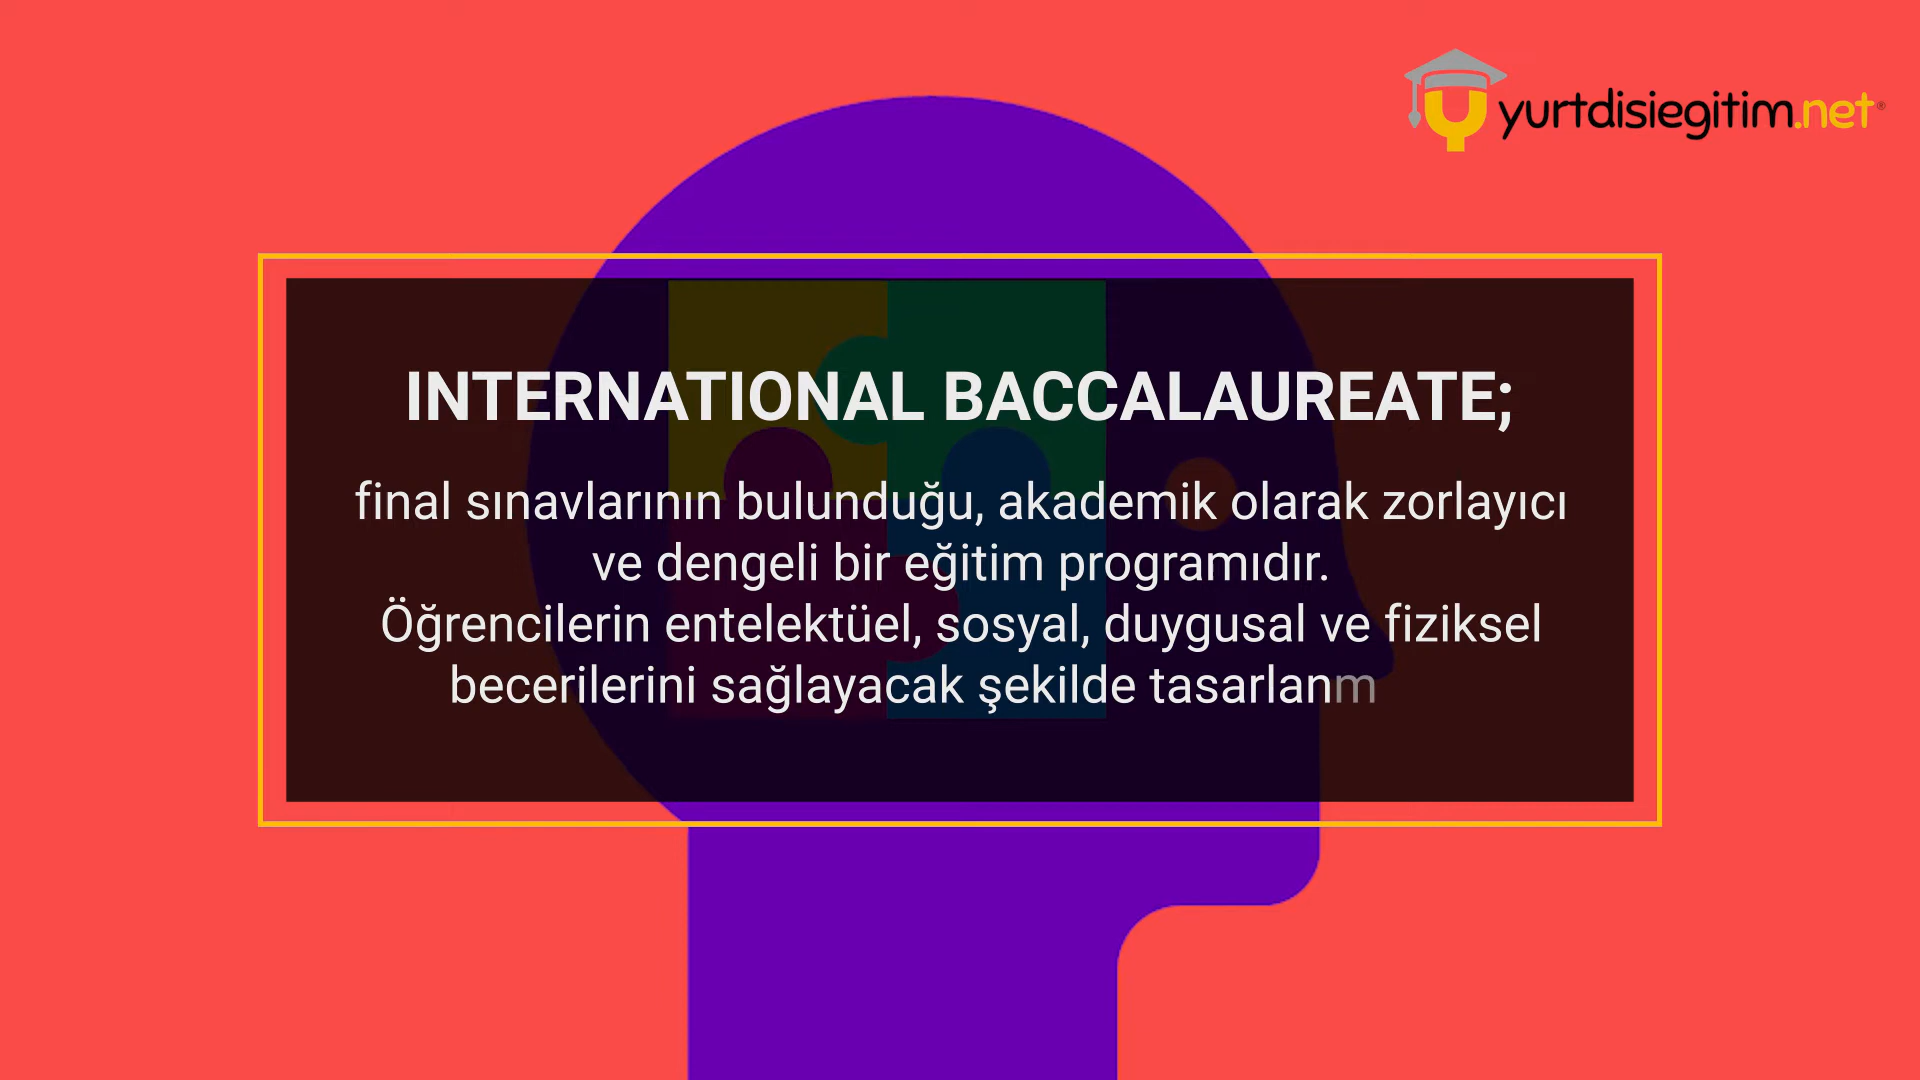 yurtdisiegitim.net®
INTERNATIONAL BACCALAUREATE;
final sınavlarının bulunduğu, akademik olarak zorlayıcı
ve dengeli bir eğitim programıdır.
Öğrencilerin entelektüel, sosyal, duygusal ve fiziksel
becerilerini sağlayacak şekilde tasarlanm